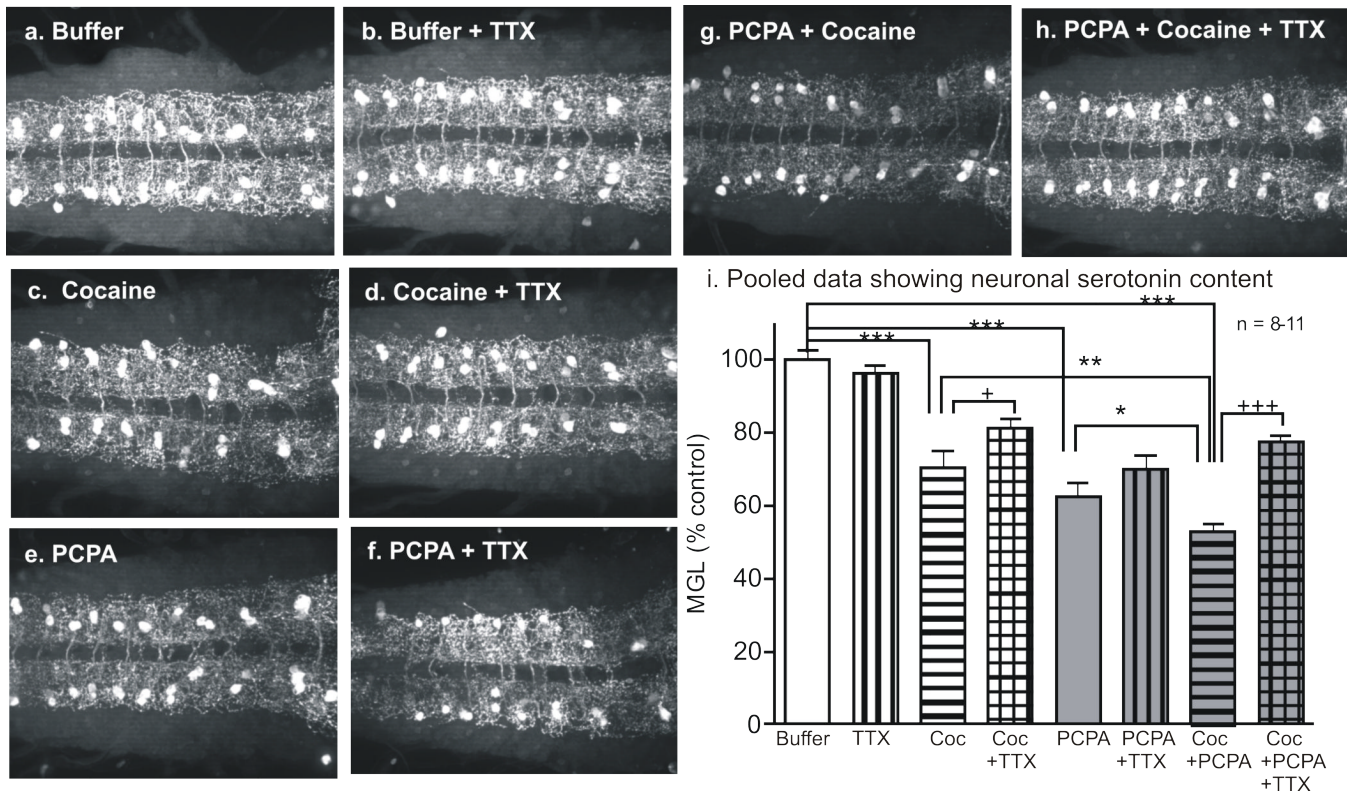 a. Buffer
b. Buffer + TTX
g. PCPA + Cocaine
h. PCPA + Cocaine + TTX
c. Cocaine
d. Cocaine + TTX
e. PCPA
f. PCPA + TTX
i. Pooled data showing neuronal serotonin content
***
n = 8-11
***
***
**
+
*
+++
MGL (% control)
100
80
60
40
20
0
Buffer TTX Coc Coc PCPA PCPA Coc Coc
+TTX +TTX +PCPA +PCPA
+TTX